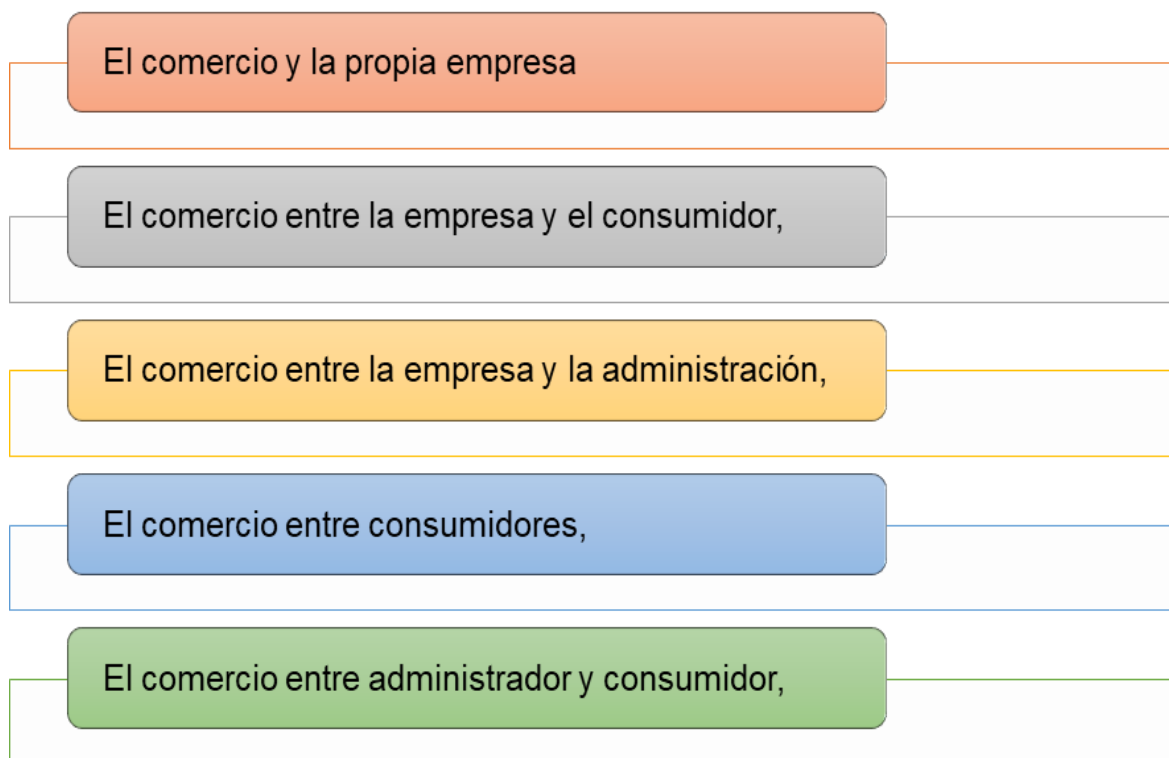 El comercio y la propia empresa
El comercio entre la empresa y el consumidor,
El comercio entre la empresa y la administración,
El comercio entre consumidores,
El comercio entre administrador y consumidor,